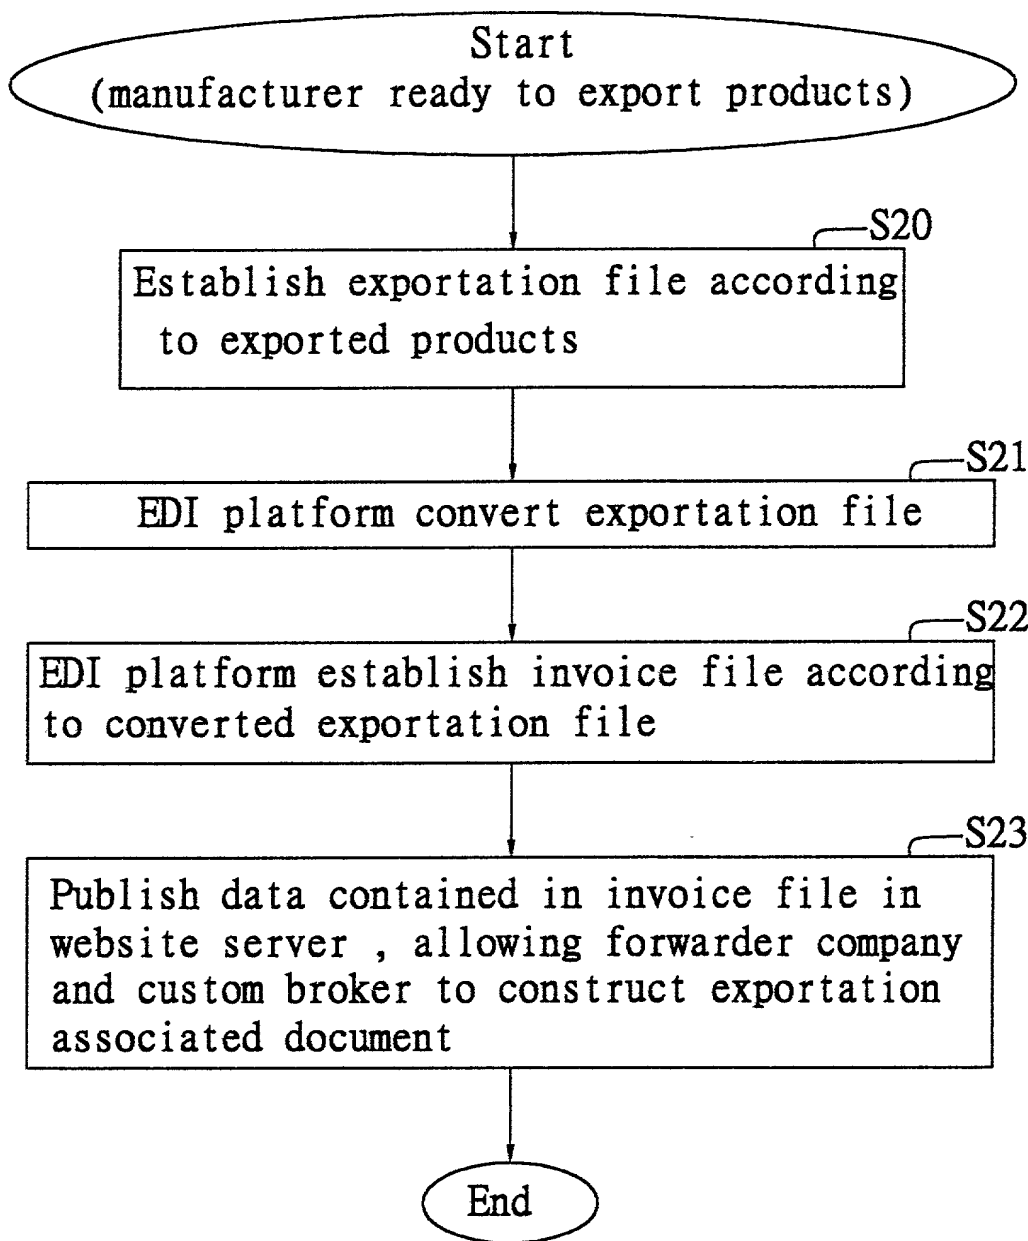 Start
(manufacturer ready to export products)
S20
Establish exportation file according
to exported products
S21
EDI platform convert exportation file
S22
EDI platform establish invoice file according
to converted exportation file
S23
Publish data contained in invoice file in
website server , allowing forwarder company
and custom broker to construct exportation
associated document
End